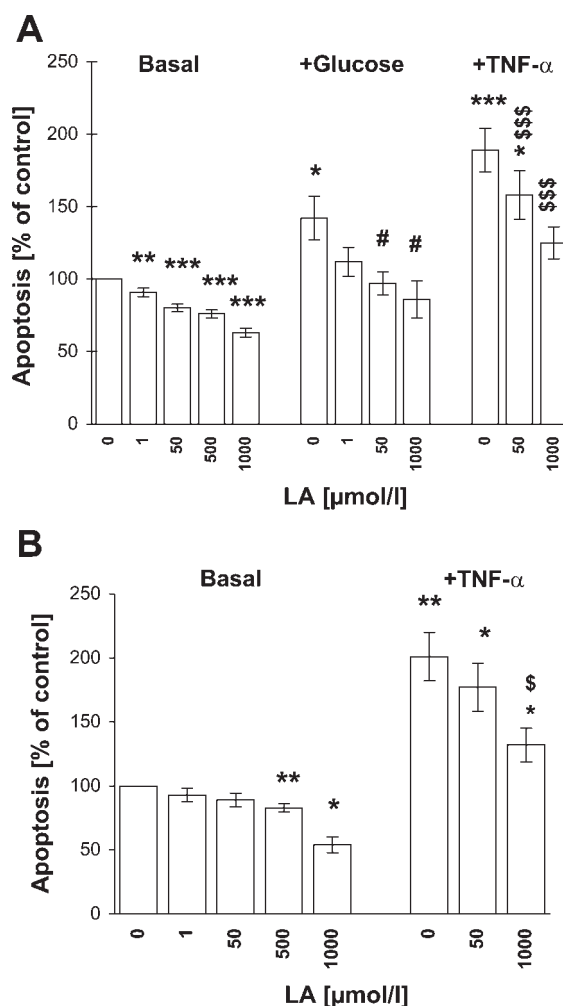 A
Basal
+Glucose
+TNF-α
Apoptosis [% of control]
250
200
150
100
50
0
** *** *** ***
* # #
*** * $$$ $$$
0 1 50 500 1000
0 1 50 1000
0 50 1000
LA [µmol/l]
B
Basal
+TNF-α
Apoptosis [% of control]
250
200
150
100
50
0
** *
** * $ *
0 1 50 500 1000
0 50 1000
LA [µmol/l]